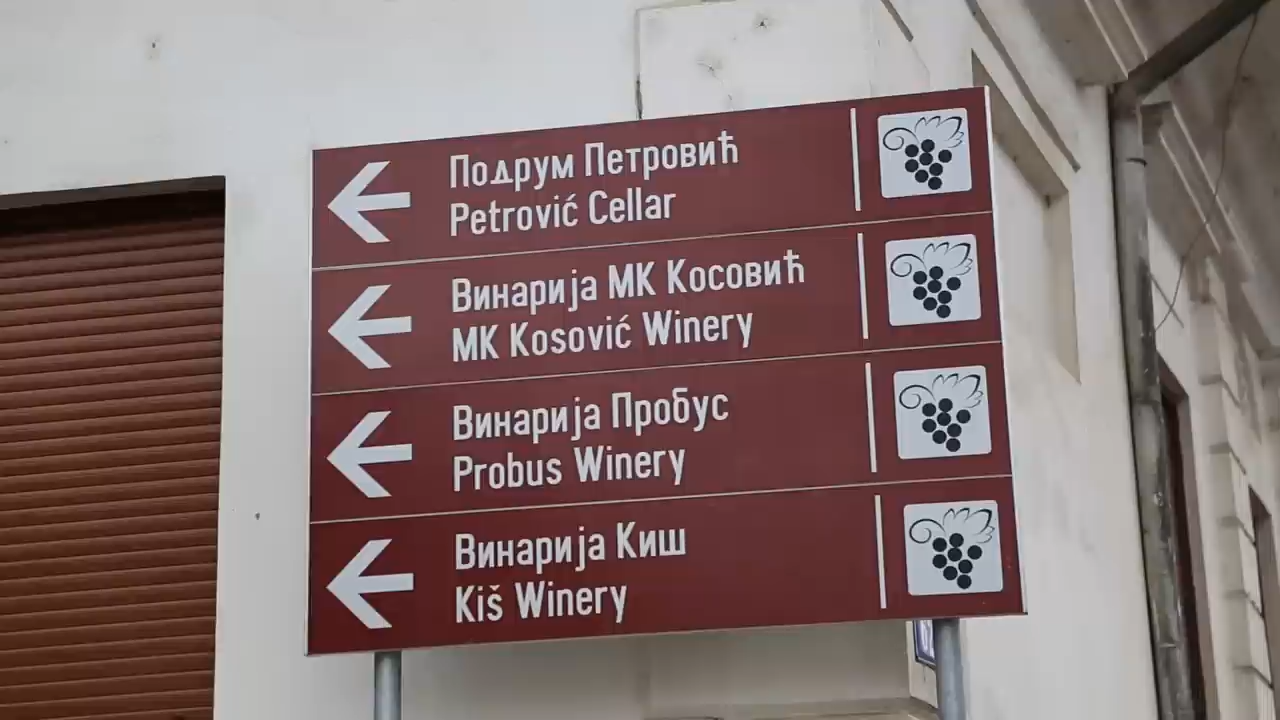 Подрум Петровић
Petrović Cellar
Винарија МК Косовић
MK Kosović Winery
Винарија Пробус
Probus Winery
Винарија Киш
Kiš Winery